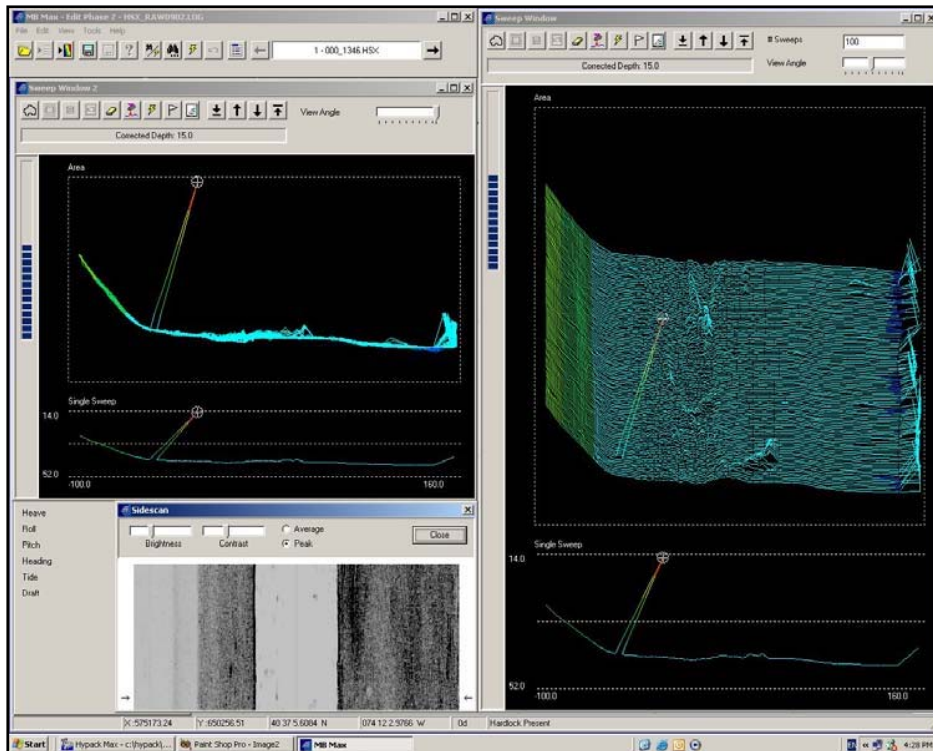 MB Max - Edit Phase 2 - HSX_RAW0902.LOG
File Edit View Tools Help
1 - 000_1346.HSX
Sweep Window 2
View Angle
Corrected Depth: 15.0
Area
Single Sweep
14.0
52.0
-100.0 160.0
Heave
Roll
Pitch
Heading
Tide
Draft
Sidescan
Brightness Contrast
Average
Peak
Close
Sweep Window
# Sweeps 100
View Angle
Corrected Depth: 15.0
Area
Single Sweep
14.0
52.0
-100.0 160.0
X:575173.24 Y:650256.51 40 37 5.6084 N 074 12 2.9766 W 0d Hardlock Present
Start Hypack Max - c:\hypack\... Paint Shop Pro - Image2 MB Max EN 4:28 PM